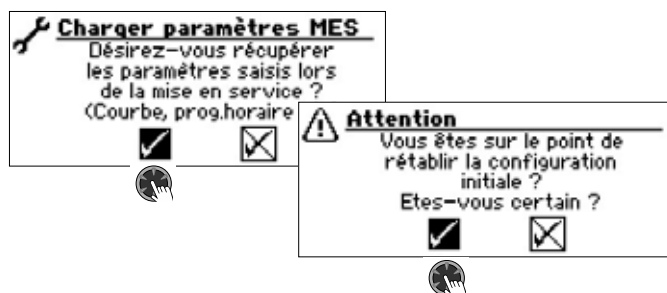 Charger paramètres MES
Désirez-vous récupérer
les paramètres saisis lors
de la mise en service ?
(Courbe, prog.horaire
Attention
Vous êtes sur le point de
rétablir la configuration
initiale ?
Etes-vous certain ?